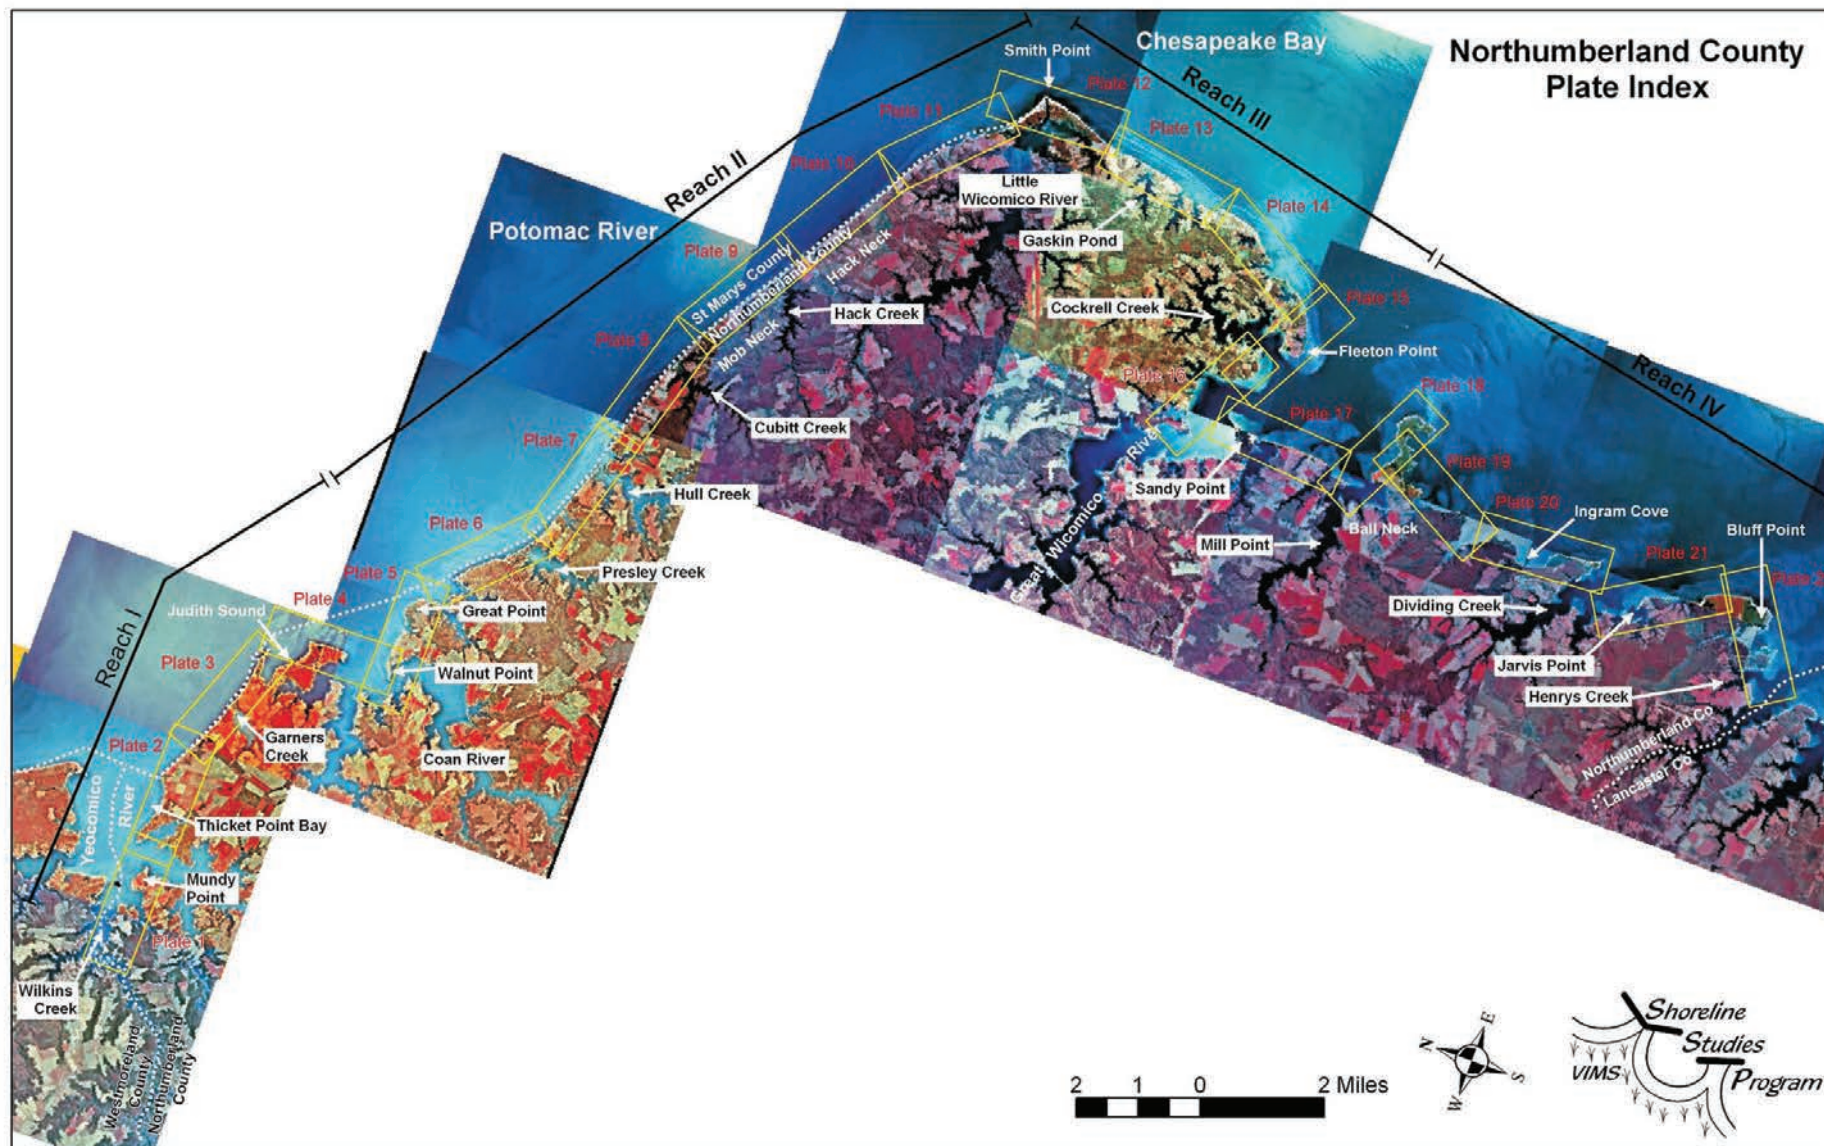 Northumberland County
Plate Index
Chesapeake Bay
Smith Point
Plate 12
Reach III
Plate 11
Plate 13
Reach II
Plate 10
Little
Wicomico River
Plate 14
Potomac River
Gaskin Pond
Plate 9
St Marys County
Northumberland County
Hack Neck
Mob Neck
Hack Creek
Cockrell Creek
Plate 15
Fleeton Point
Plate 8
Plate 16
Reach IV
Plate 18
Cubitt Creek
Plate 17
Plate 7
River
Great Wicomico
Sandy Point
Plate 19
Hull Creek
Plate 20
Ingram Cove
Ball Neck
Bluff Point
Mill Point
Plate 6
Plate 21
Presley Creek
Plate 5
Plate 2
Great Point
Dividing Creek
Judith Sound
Plate 4
Reach I
Plate 3
Walnut Point
Jarvis Point
Henrys Creek
Garners
Creek
Coan River
Plate 2
Northumberland Co
Lancaster Co
Yeocomico
River
Thicket Point Bay
Mundy
Point
Plate 1
Wilkins
Creek
Westmoreland
County
Northumberland
County
N
E
W
S
2 1 0 2 Miles
Shoreline
Studies
Program
VIMS